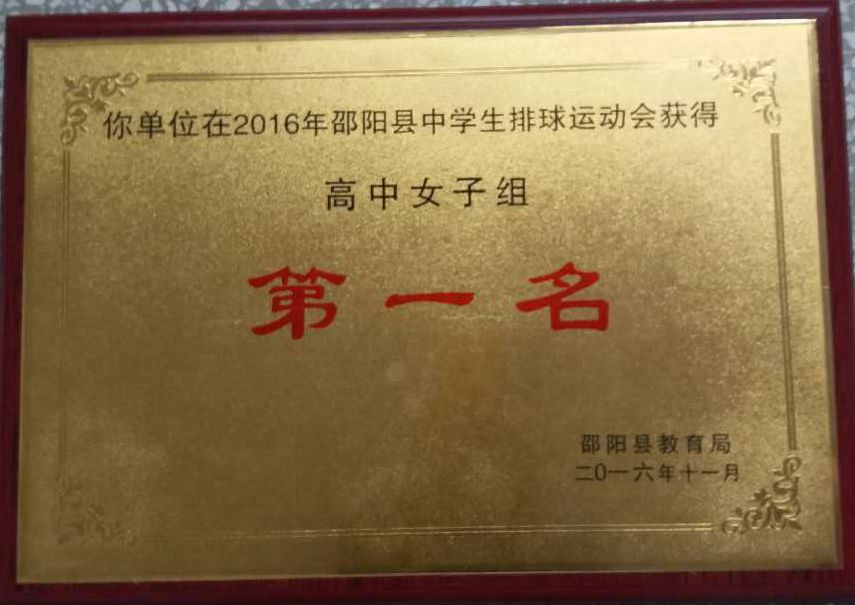 你单位在2016年邵阳县中学生排球运动会获得
高中女子组
第一名
邵阳县教育局
二0一六年十一月